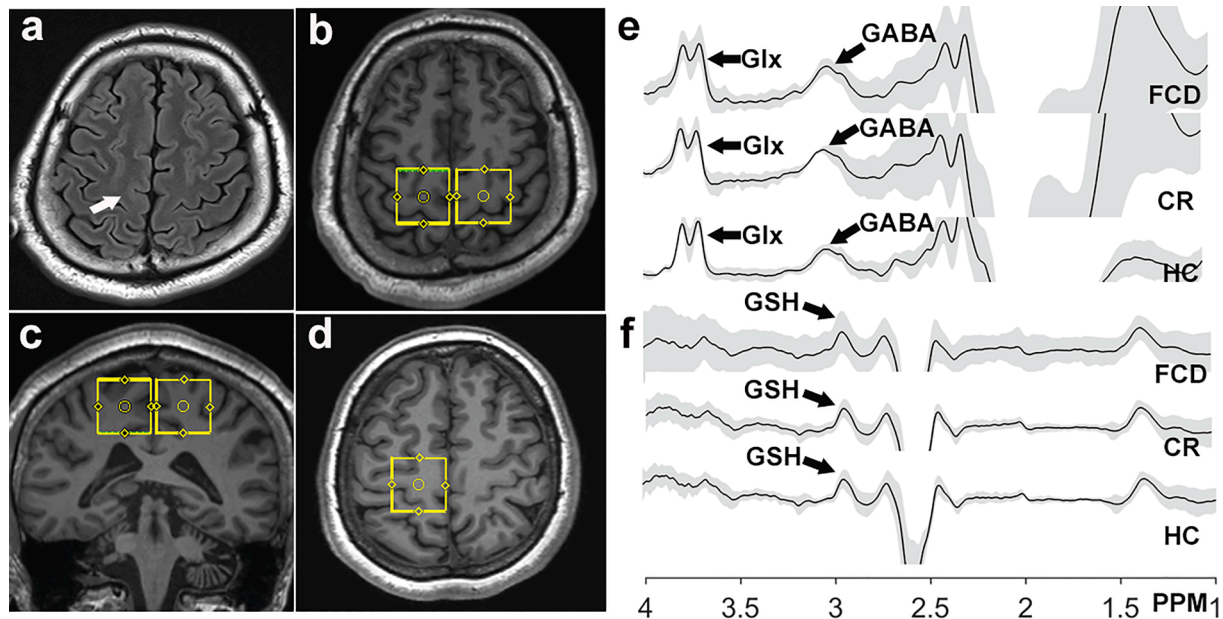 a
b
c
d
e
Glx
GABA
FCD
Glx
GABA
CR
Glx
GABA
HC
f
GSH
FCD
GSH
CR
GSH
HC
4 3.5 3 2.5 2 1.5 PPM 1